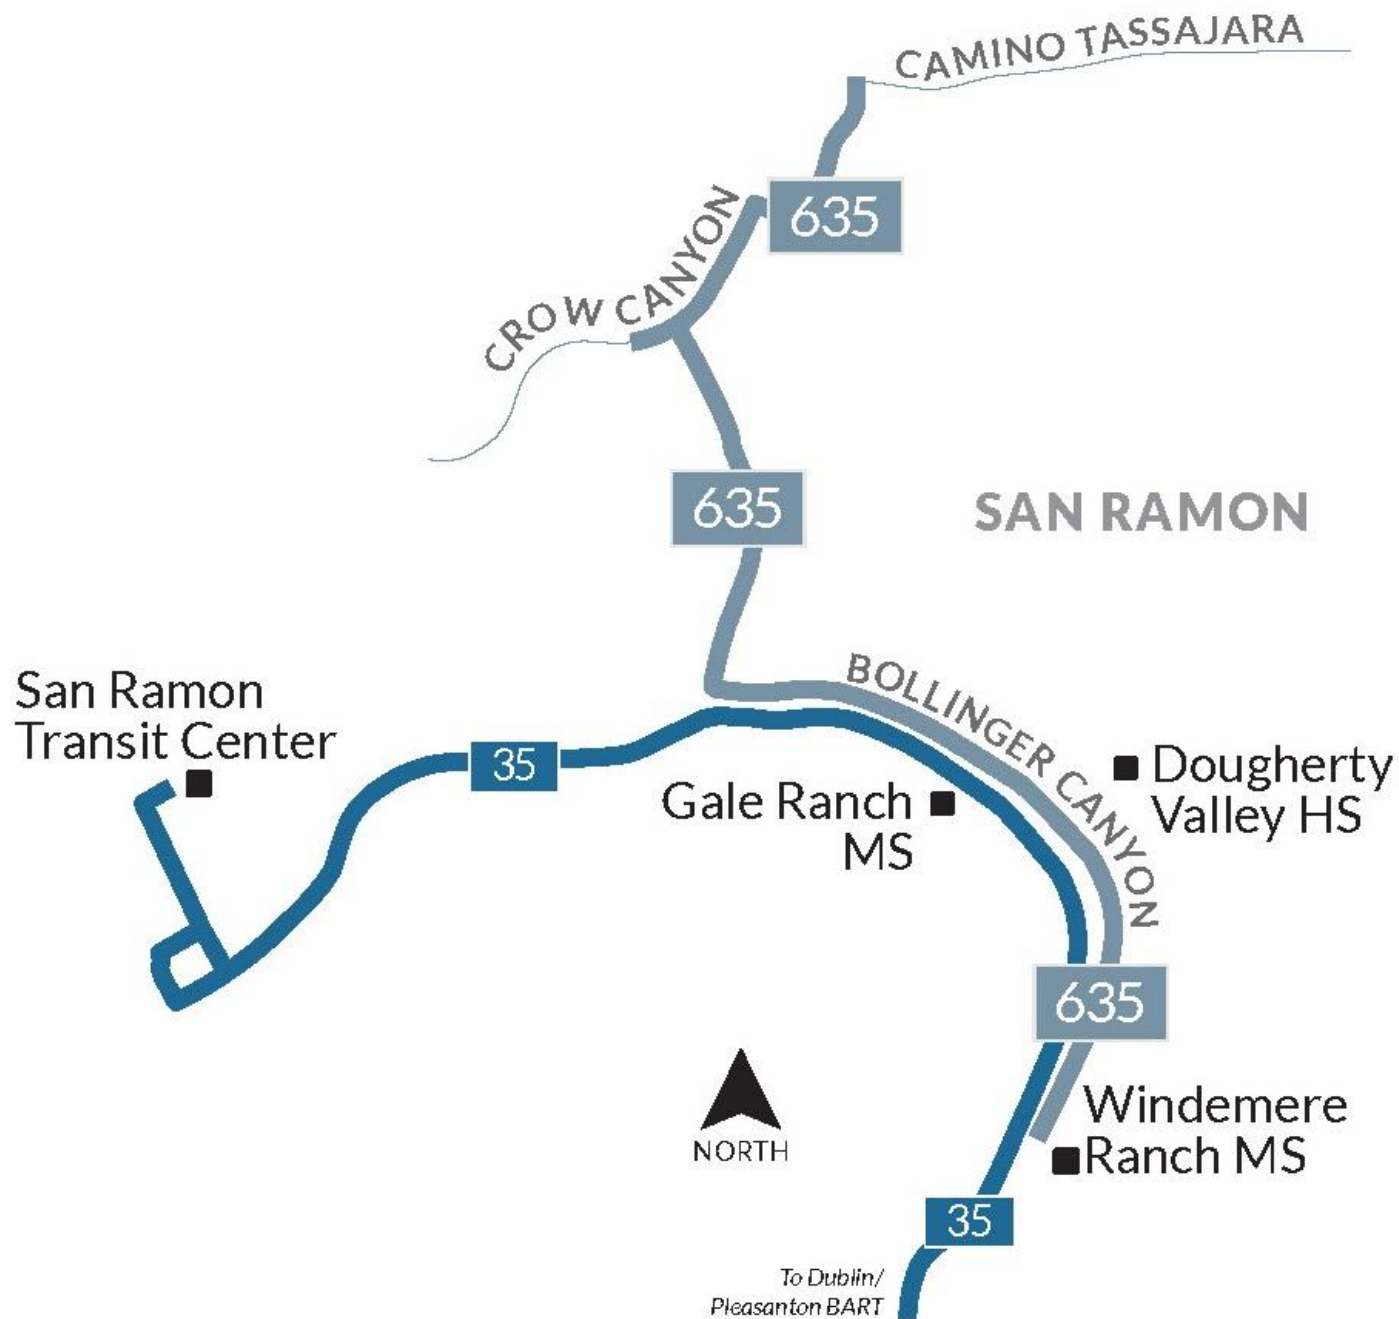 CAMINO TASSAJARA
635
CROW CANYON
635
SAN RAMON
San Ramon
Transit Center
BOLLINGER CANYON
35
Dougherty
Valley HS
Gale Ranch
MS
635
NORTH
Windemere
Ranch MS
35
To Dublin/
Pleasanton BART